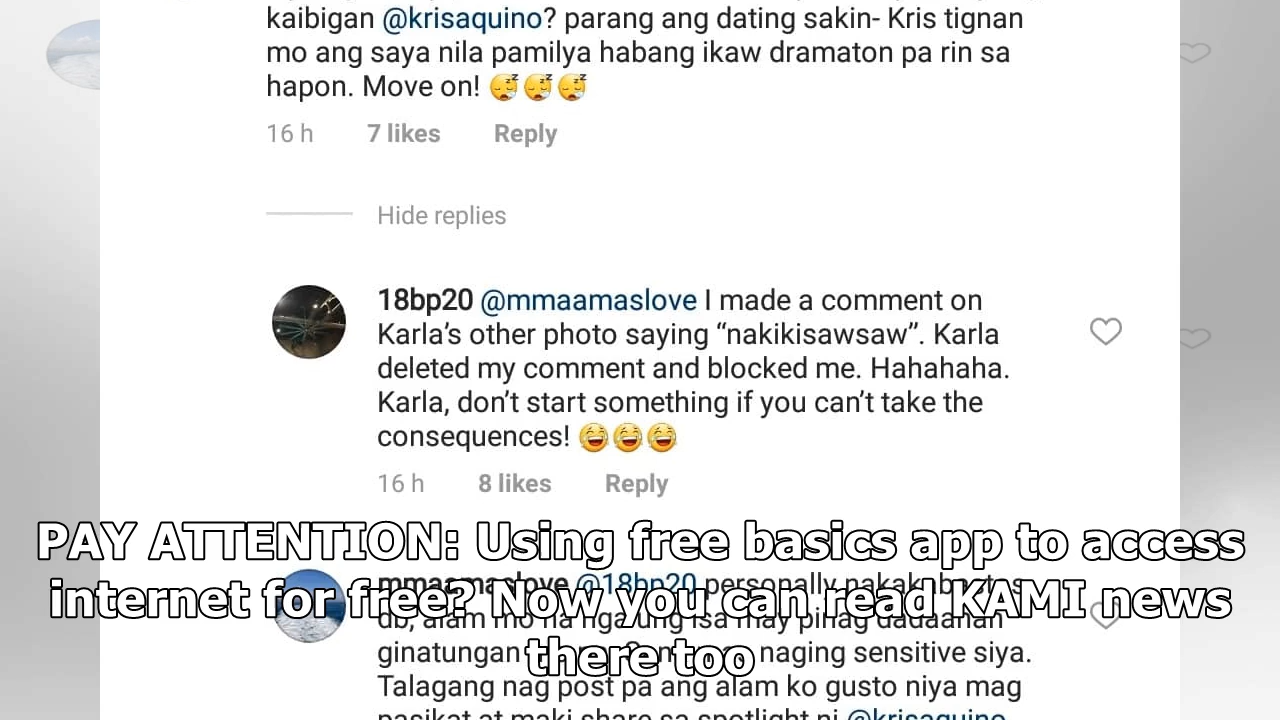 kaibigan @krisaquino? parang ang dating sakin- Kris tignan
mo ang saya nila pamilya habang ikaw dramaton pa rin sa
hapon. Move on! 😴😴😴
16 h 7 likes Reply
Hide replies
18bp20 @mmaamaslove I made a comment on
Karla’s other photo saying “nakikisawsaw”. Karla
deleted my comment and blocked me. Hahahaha.
Karla, don’t start something if you can’t take the
consequences! 😂😂😂
16 h 8 likes Reply
PAY ATTENTION: Using free basics app to access
internet for free? Now you can read KAMI news
there too
mmaamaslove @18bp20 personally
db, alam mo na nga ung isa may pinag dadaanan
ginatungan naging sensitive siya.
Talagang nag post pa ang alam ko gusto niya mag
pasikat at maki share sa spotlight ni @krisaquino